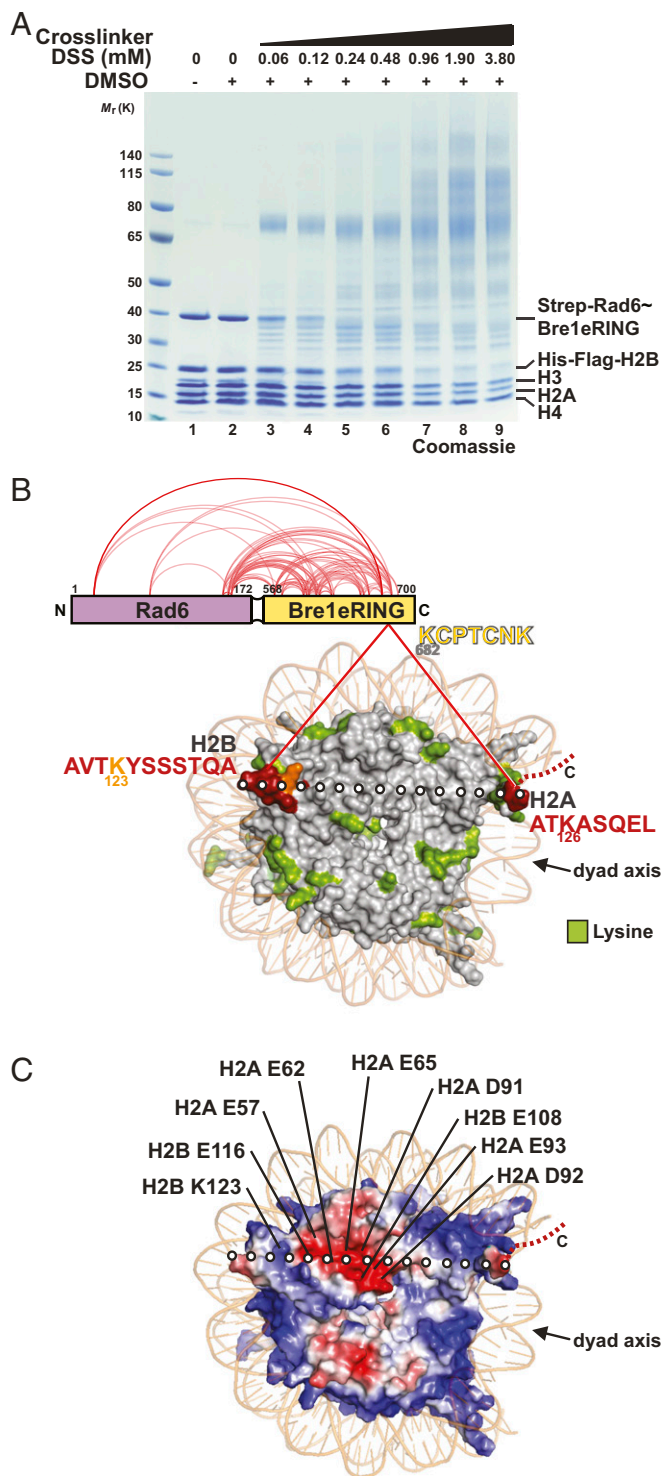 A
Crosslinker
DSS (mM) 0 0 0.06 0.12 0.24 0.48 0.96 1.90 3.80
DMSO - + + + + + + + +
Mr (K)
140
115
80
65
50
40
30
25
15
10
Strep-Rad6~
Bre1eRING
His-Flag-H2B
H3
H2A
H4
1 2 3 4 5 6 7 8 9
Coomassie
B
1 172 568 700
N Rad6 Bre1eRING C
KCPTCNK
682
H2B
AVTKYSSSTQA
123
C
H2A
ATKASQEL
126
dyad axis
Lysine
C
H2A E62
H2A E65
H2A E57
H2A D91
H2B E108
H2B E116
H2A E93
H2B K123
H2A D92
C
dyad axis